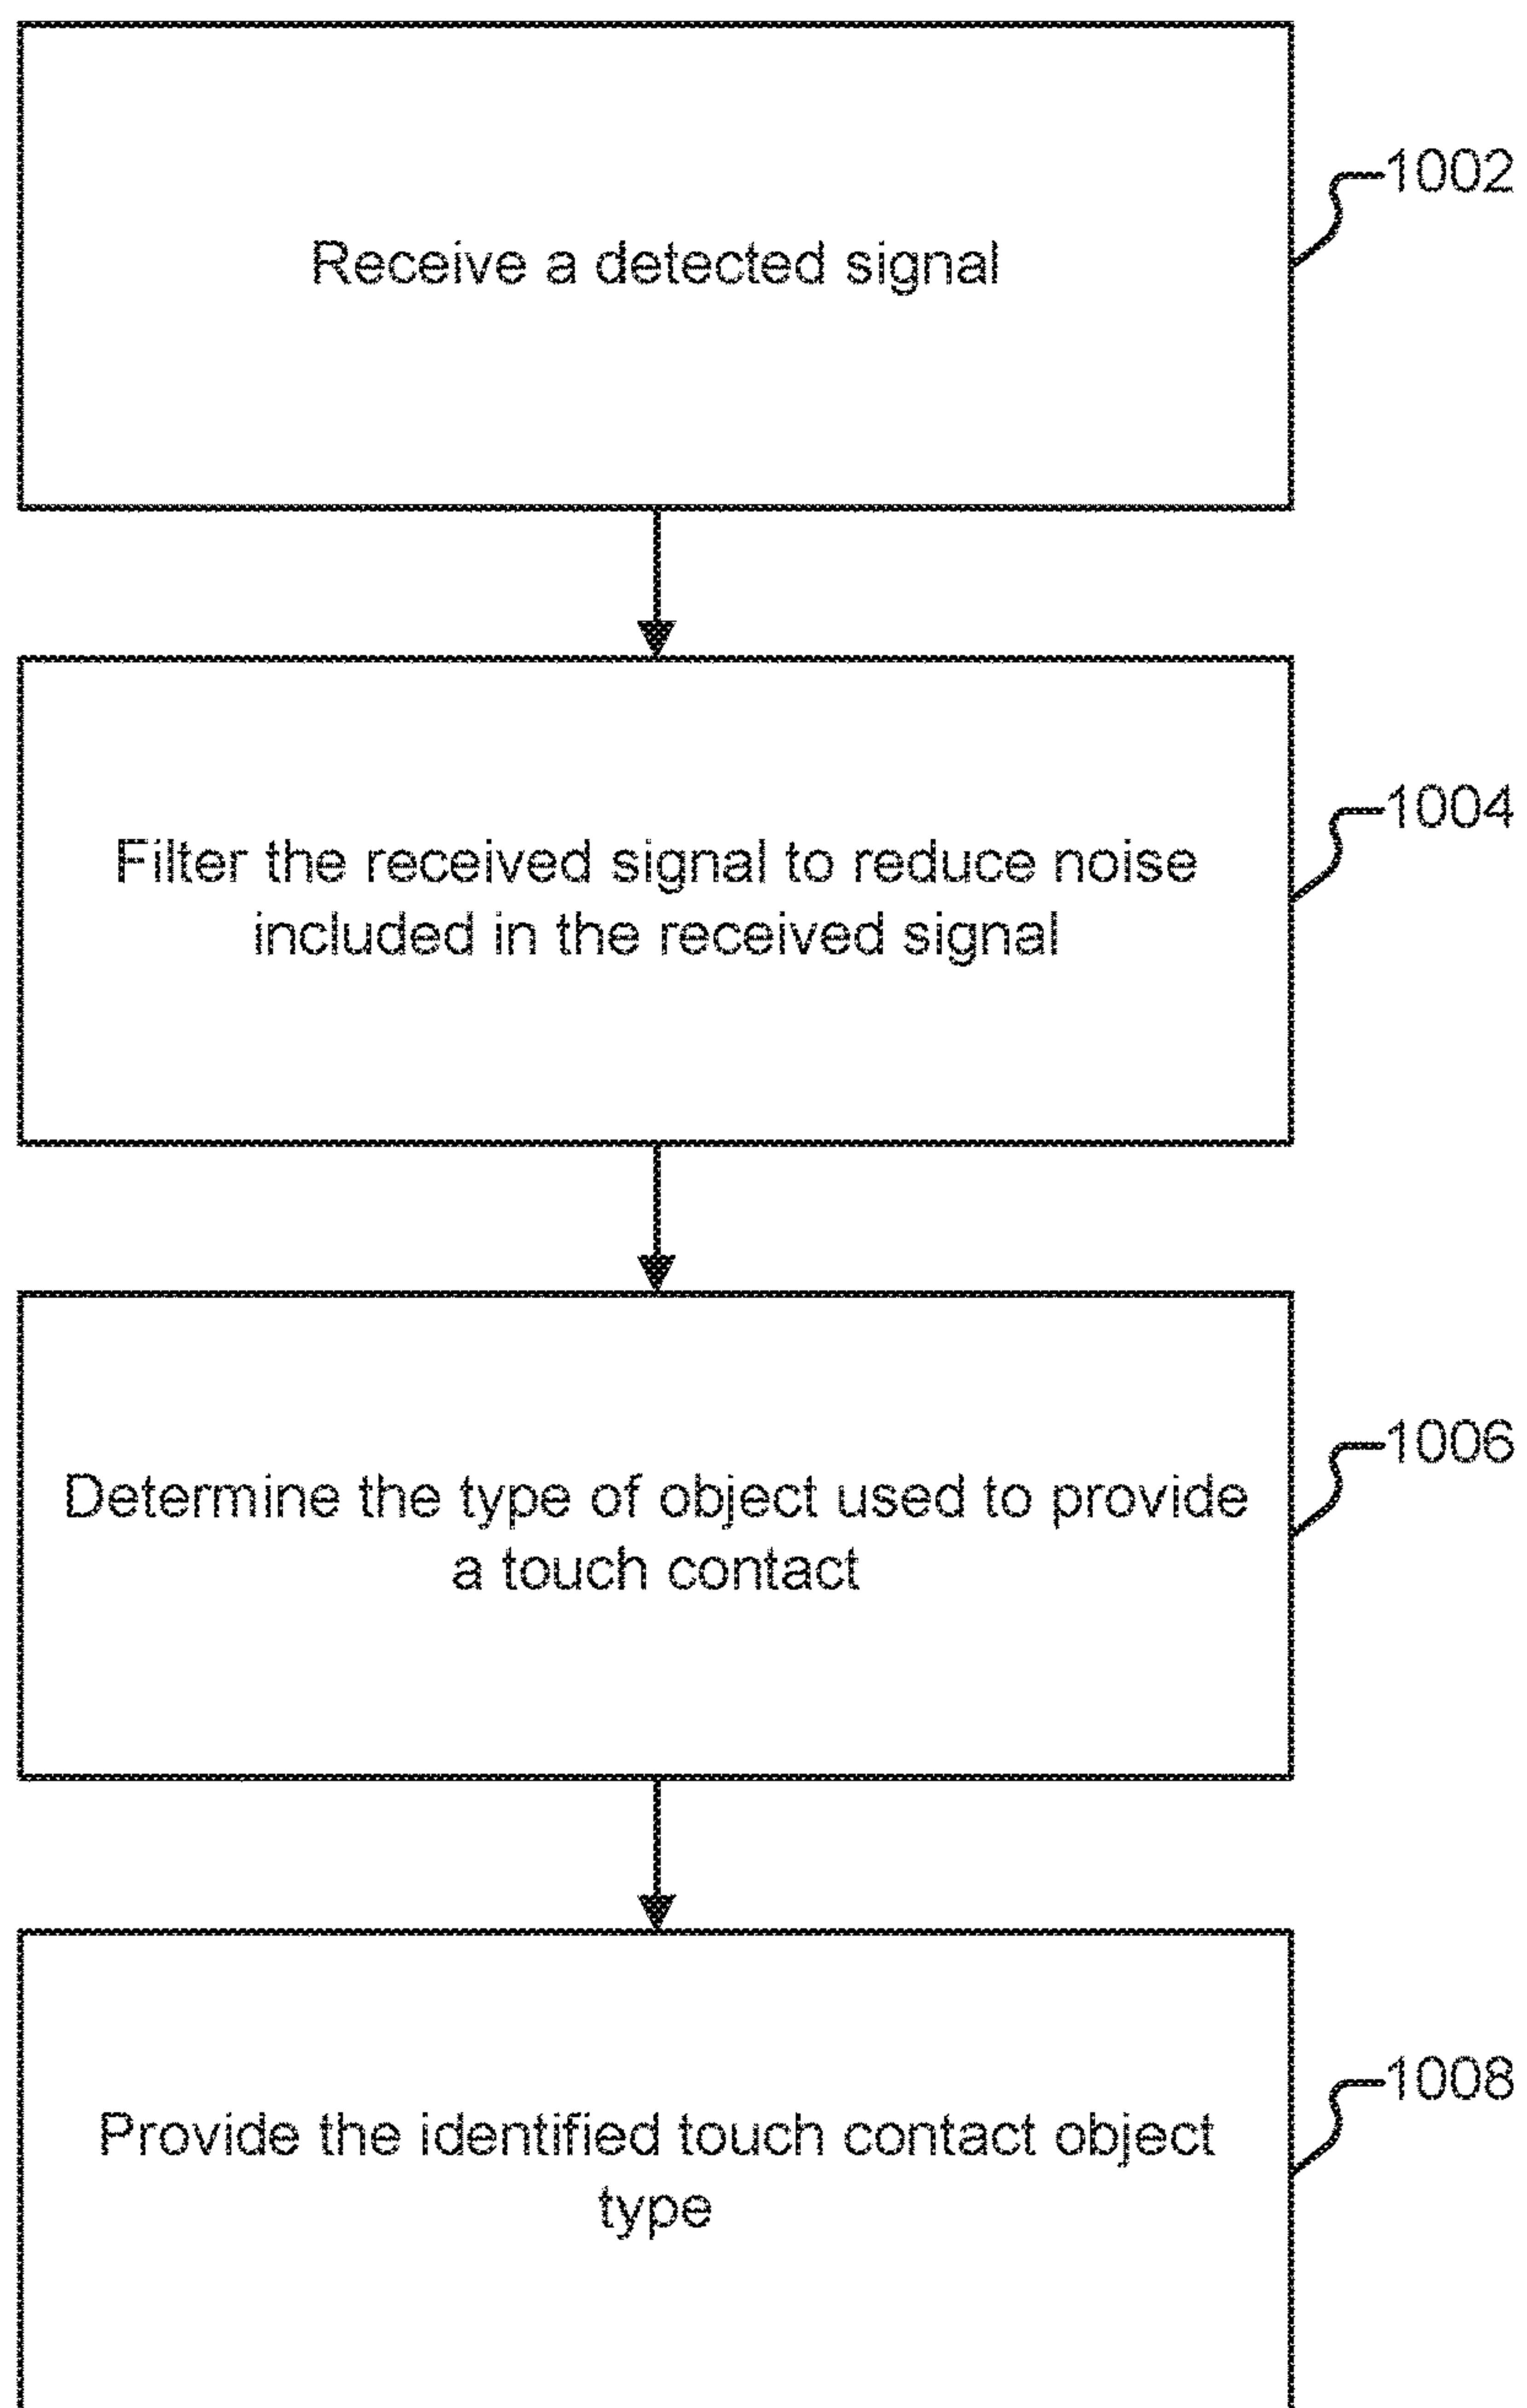 Receive a detected signal
1002
Filter the received signal to reduce noise
included in the received signal
1004
Determine the type of object used to provide
a touch contact
1006
Provide the identified touch contact object
type
1008